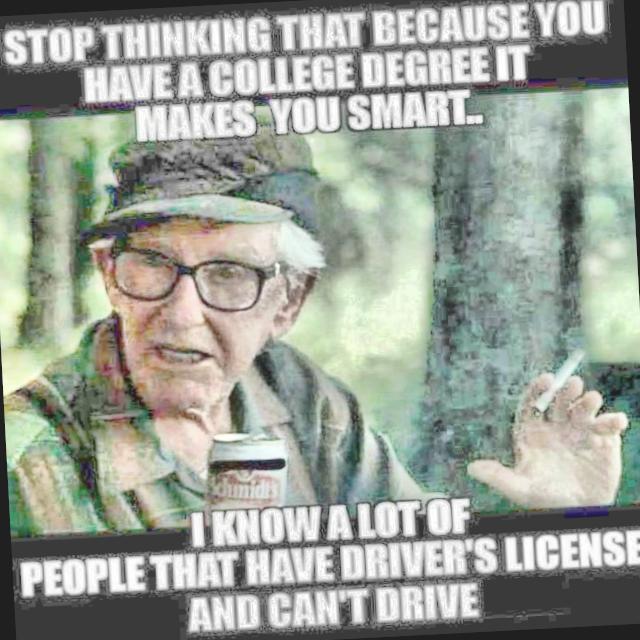 STOP THINKING THAT BECAUSE YOU
HAVE A COLLEGE DEGREE IT
MAKES YOU SMART..
Schmidt's
I KNOW A LOT OF
PEOPLE THAT HAVE DRIVER'S LICENSE
AND CAN'T DRIVE